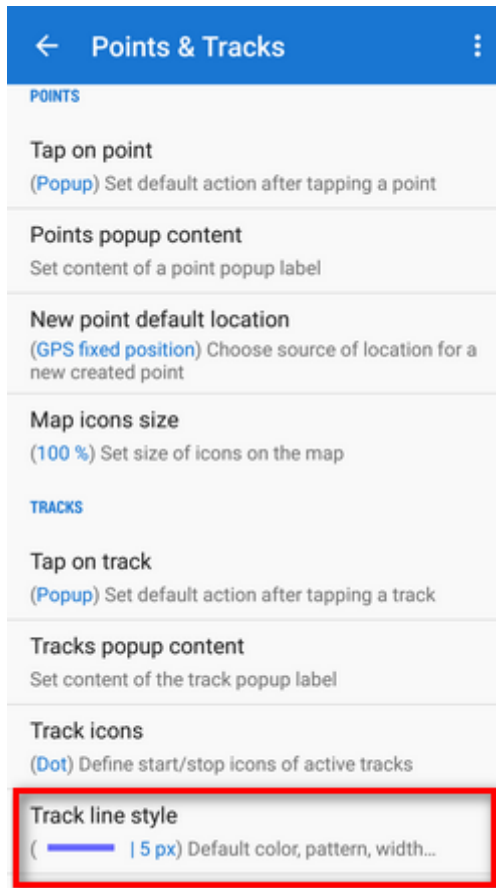 Points & Tracks
POINTS
Tap on point
(Popup) Set default action after tapping a point
Points popup content
Set content of a point popup label
New point default location
(GPS fixed position) Choose source of location for a
new created point
Map icons size
(100 %) Set size of icons on the map
TRACKS
Tap on track
(Popup) Set default action after tapping a track
Tracks popup content
Set content of the track popup label
Track icons
(Dot) Define start/stop icons of active tracks
Track line style
( | 5 px) Default color, pattern, width...